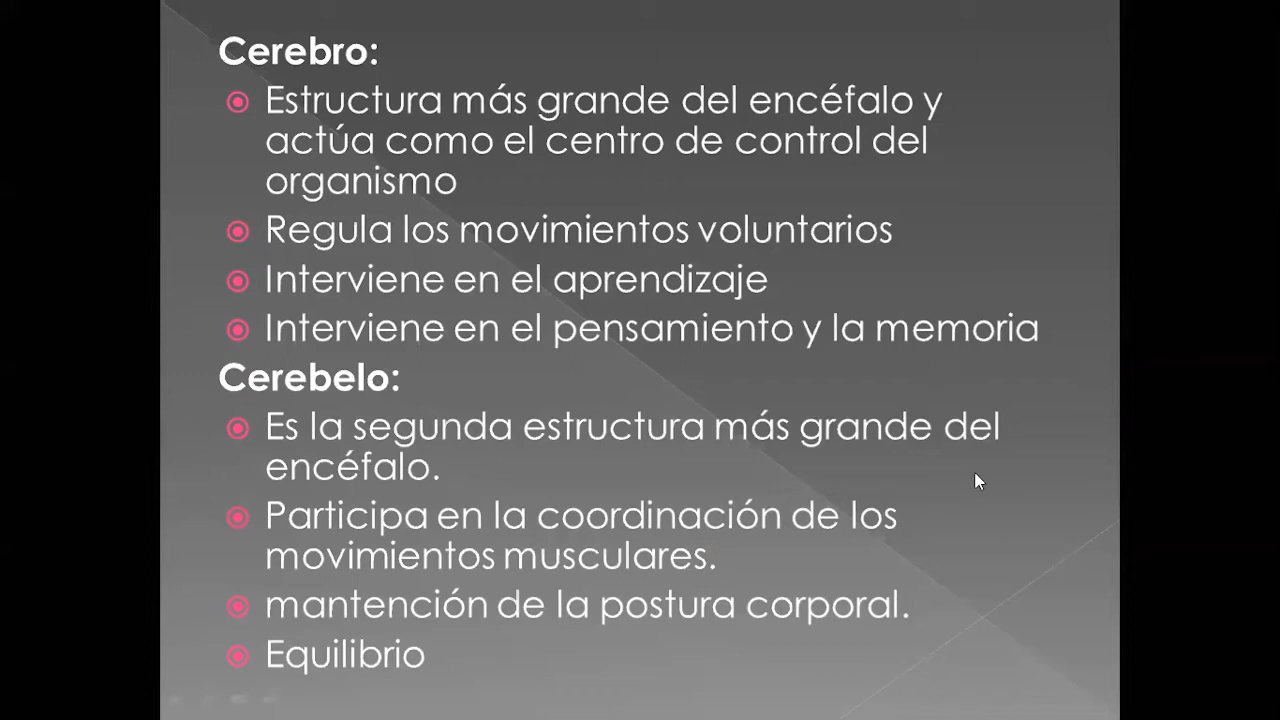 Cerebro:
Estructura más grande del encéfalo y
actúa como el centro de control del
organismo
Regula los movimientos voluntarios
Interviene en el aprendizaje
Interviene en el pensamiento y la memoria
Cerebelo:
Es la segunda estructura más grande del
encéfalo.
Participa en la coordinación de los
movimientos musculares.
mantención de la postura corporal.
Equilibrio